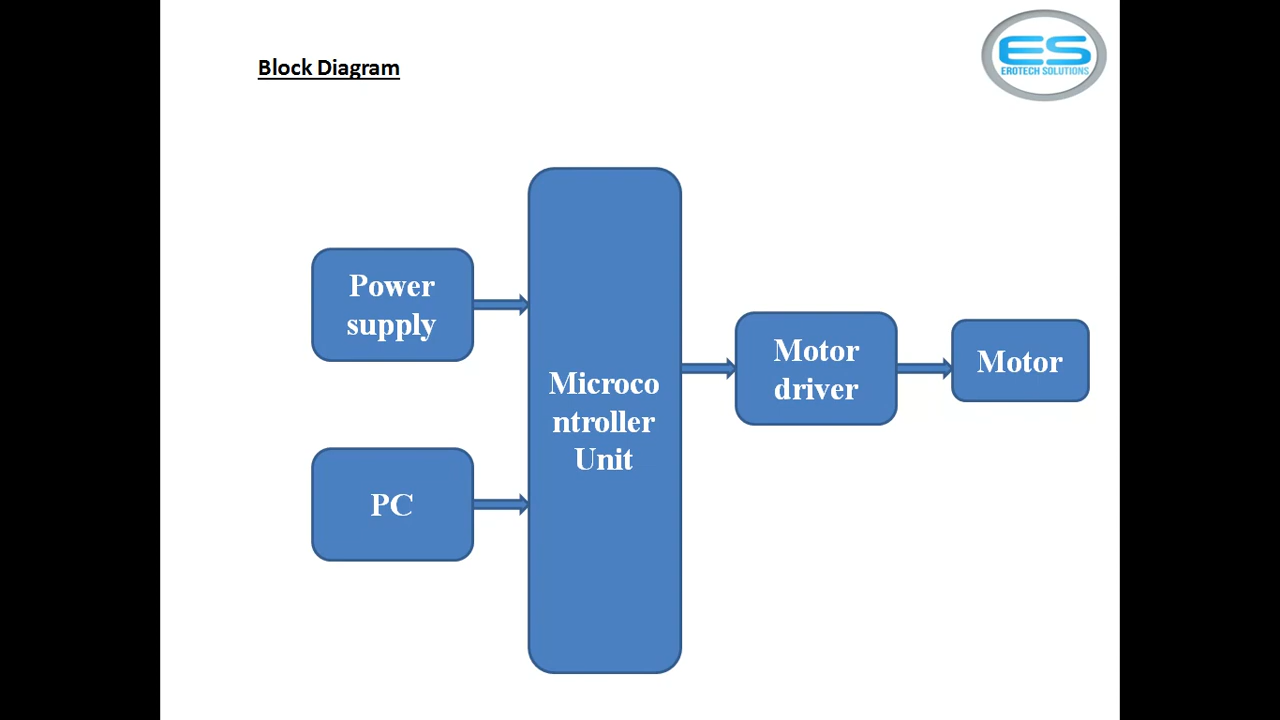 Block Diagram
ES
EROTECH SOLUTIONS
Power
supply
Microco
ntroller
Unit
PC
Motor
driver
Motor